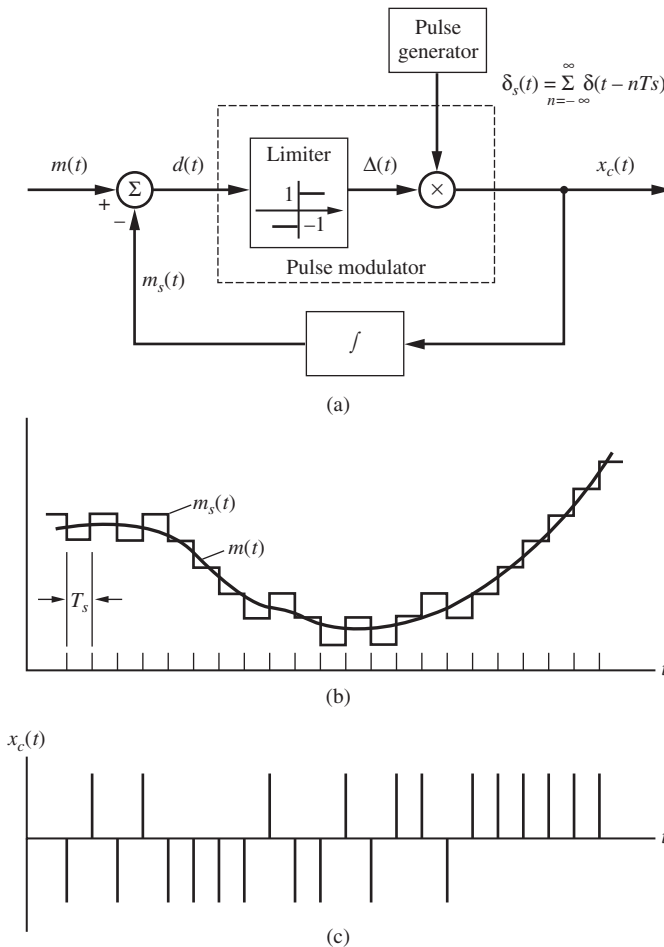 Pulse
generator
δs(t) = Σ δ(t – nTs)
∞
n=– ∞
m(t)
d(t)
Limiter
Δ(t)
xc(t)
Σ
+
–
1
–1
×
Pulse modulator
ms(t)
∫
(a)
ms(t)
m(t)
Ts
t
(b)
xc(t)
t
(c)